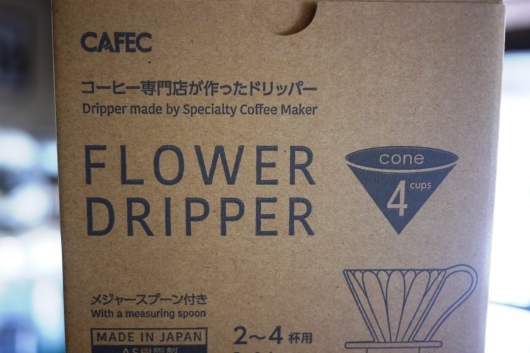 CAFEC
コーヒー専門店が作ったドリッパー
Dripper made by Specialty Coffee Maker
FLOWER
DRIPPER
cone
4 cups
メジャースプーン付き
With a measuring spoon
MADE IN JAPAN
2〜4 杯用